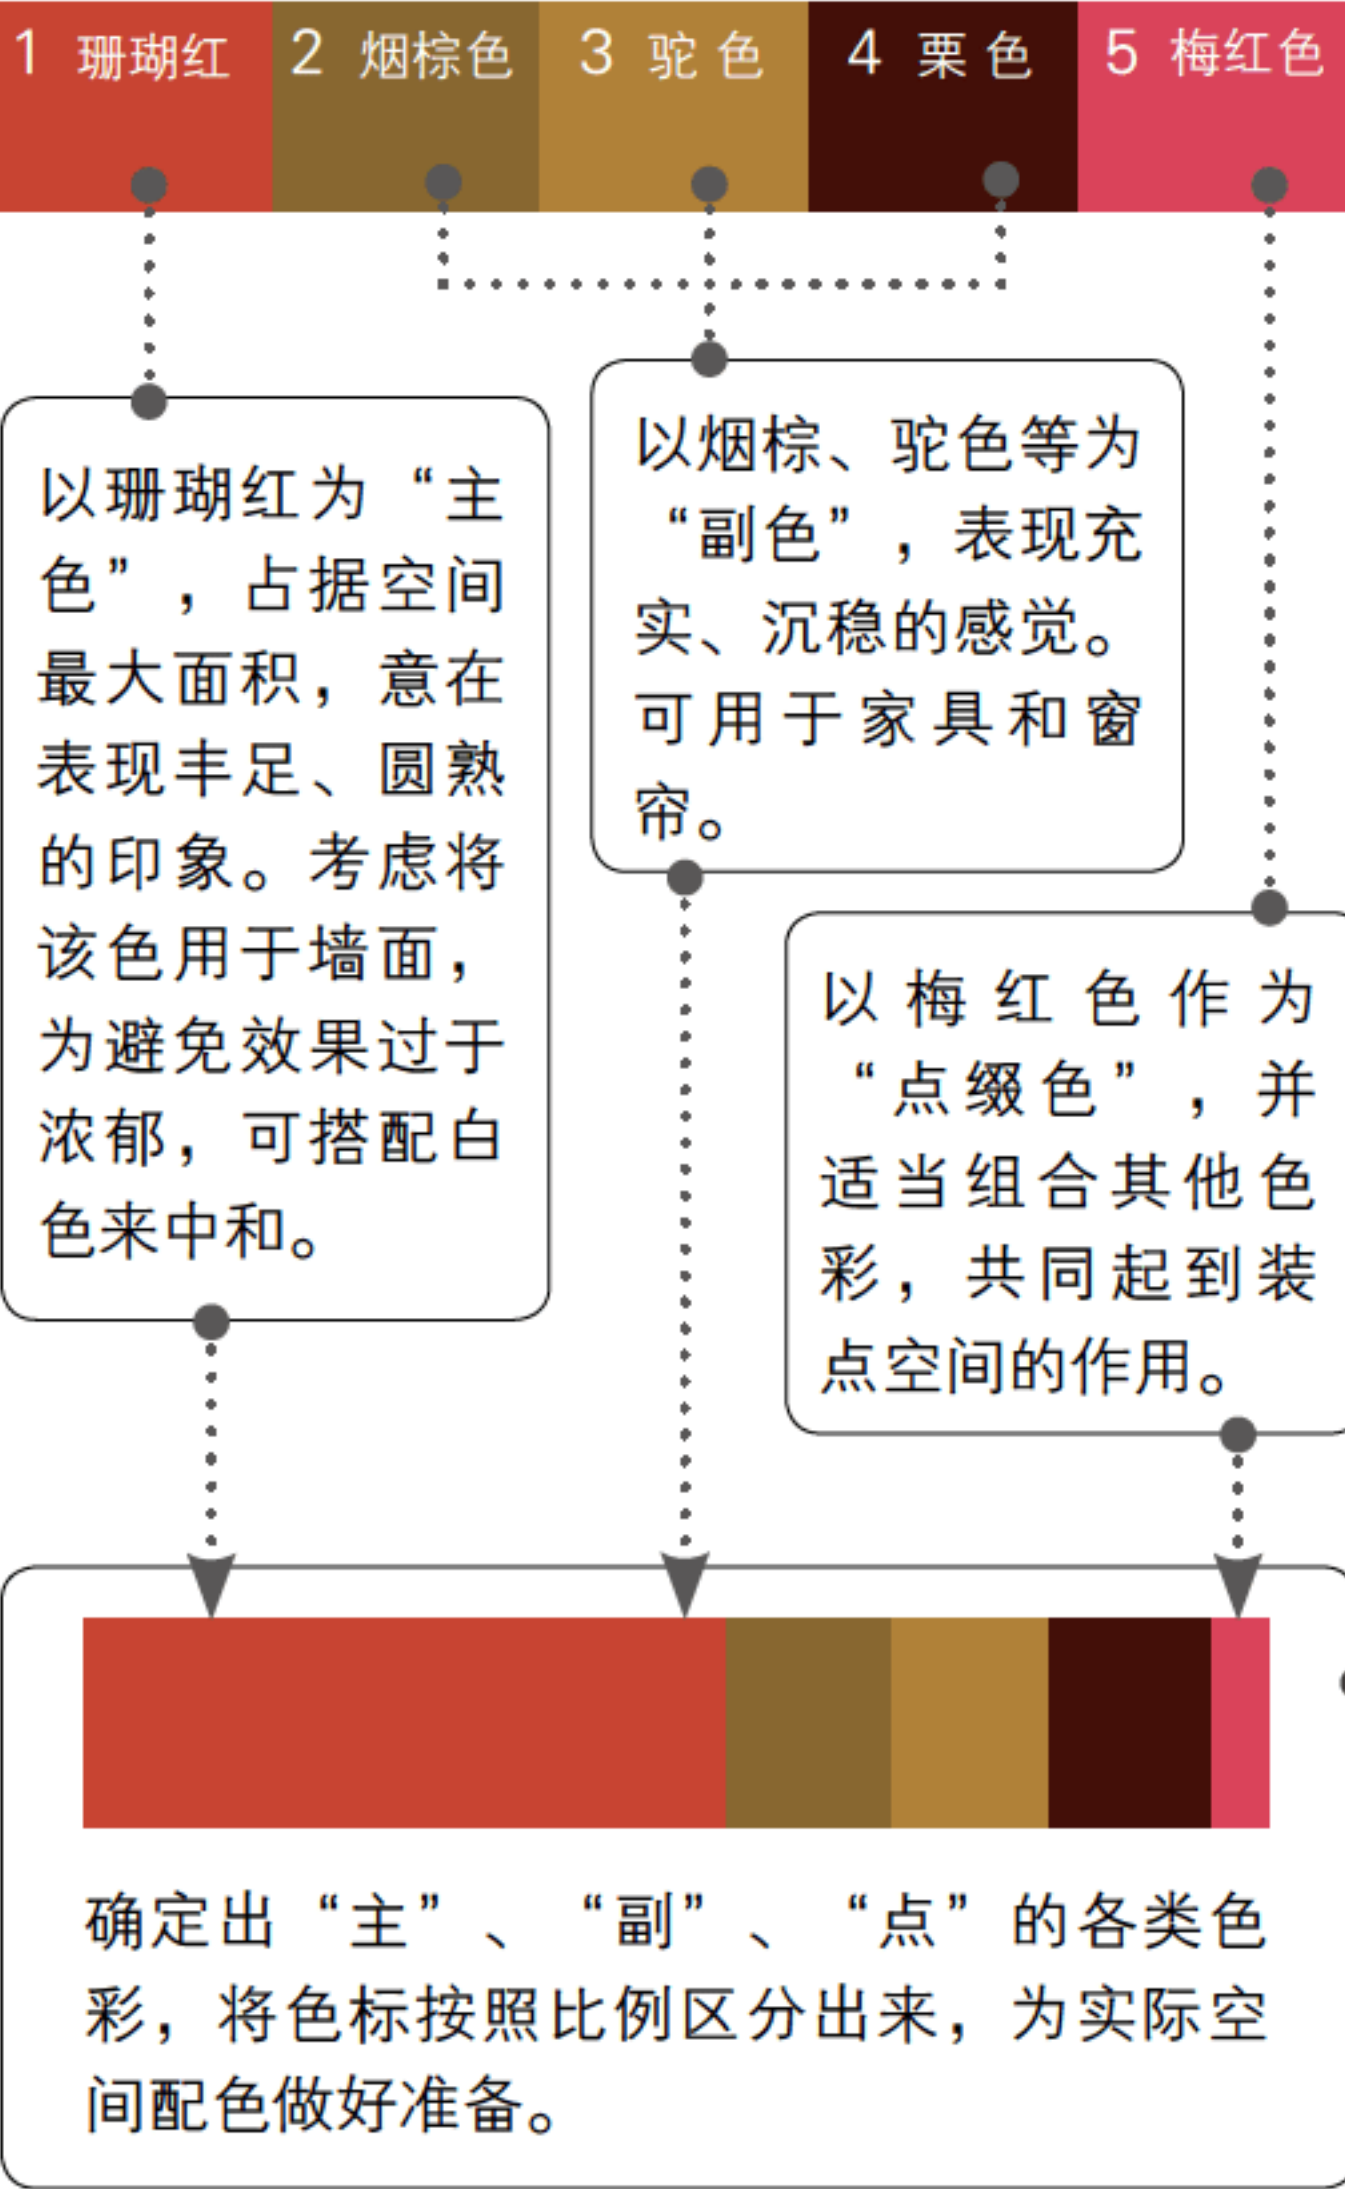 1 珊瑚红
2 烟棕色
3 驼色
4 栗色
5 梅红色
以珊瑚红为“主
色”，占据空间
最大面积，意在
表现丰足、圆熟
的印象。考虑将
该色用于墙面，
为避免效果过于
浓郁，可搭配白
色来中和。
以烟棕、驼色等为
“副色”，表现充
实、沉稳的感觉。
可用于家具和窗
帘。
以梅红色作为
“点缀色”，并
适当组合其他色
彩，共同起到装
点空间的作用。
确定出“主”、“副”、“点”的各类色
彩，将色标按照比例区分出来，为实际空
间配色做好准备。